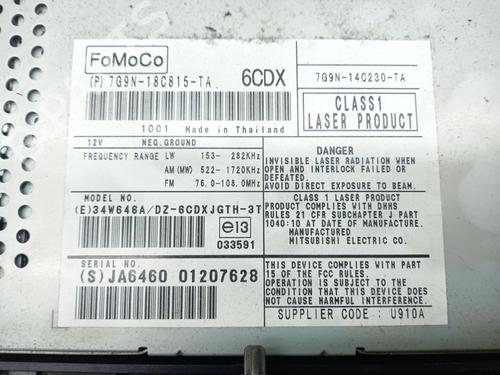 FoMoCo
(P) 7G9N-18C815-TA 6CDX
7G9N-14C230-TA
CLASS1
LASER PRODUCT
1001 Made in Thailand
12V NEG.GROUND
FREQUENCY RANGE LW 153- 282KHz
AM(MW) 522-1720KHz
FM 76.0-108.0MHz
MODEL NO.
(E)34W646A/DZ-6CDXJGTH-3T
e13
033591
SERIAL NO.
(S)JA6460 01207628
DANGER
INVISIBLE LASER RADIATION WHEN
OPEN AND INTERLOCK FAILED OR
DEFEATED.
AVOID DIRECT EXPOSURE TO BEAM.
CLASS 1 LASER PRODUCT
PRODUCT COMPLIES WITH DHHS
RULES 21 CFR SUBCHAPTER J PART
1040:10 AT DATE OF MANUFACTURE.
MANUFACTURED
MITSUBISHI ELECTRIC CO.
THIS DEVICE COMPLIES WITH PART
15 OF THE FCC RULES.
OPERATION IS SUBJECT TO THE
CONDITION THAT THIS DEVICE DOES
NOT CAUSE HARMFUL INTERFERENCE.
SUPPLIER CODE : U910A